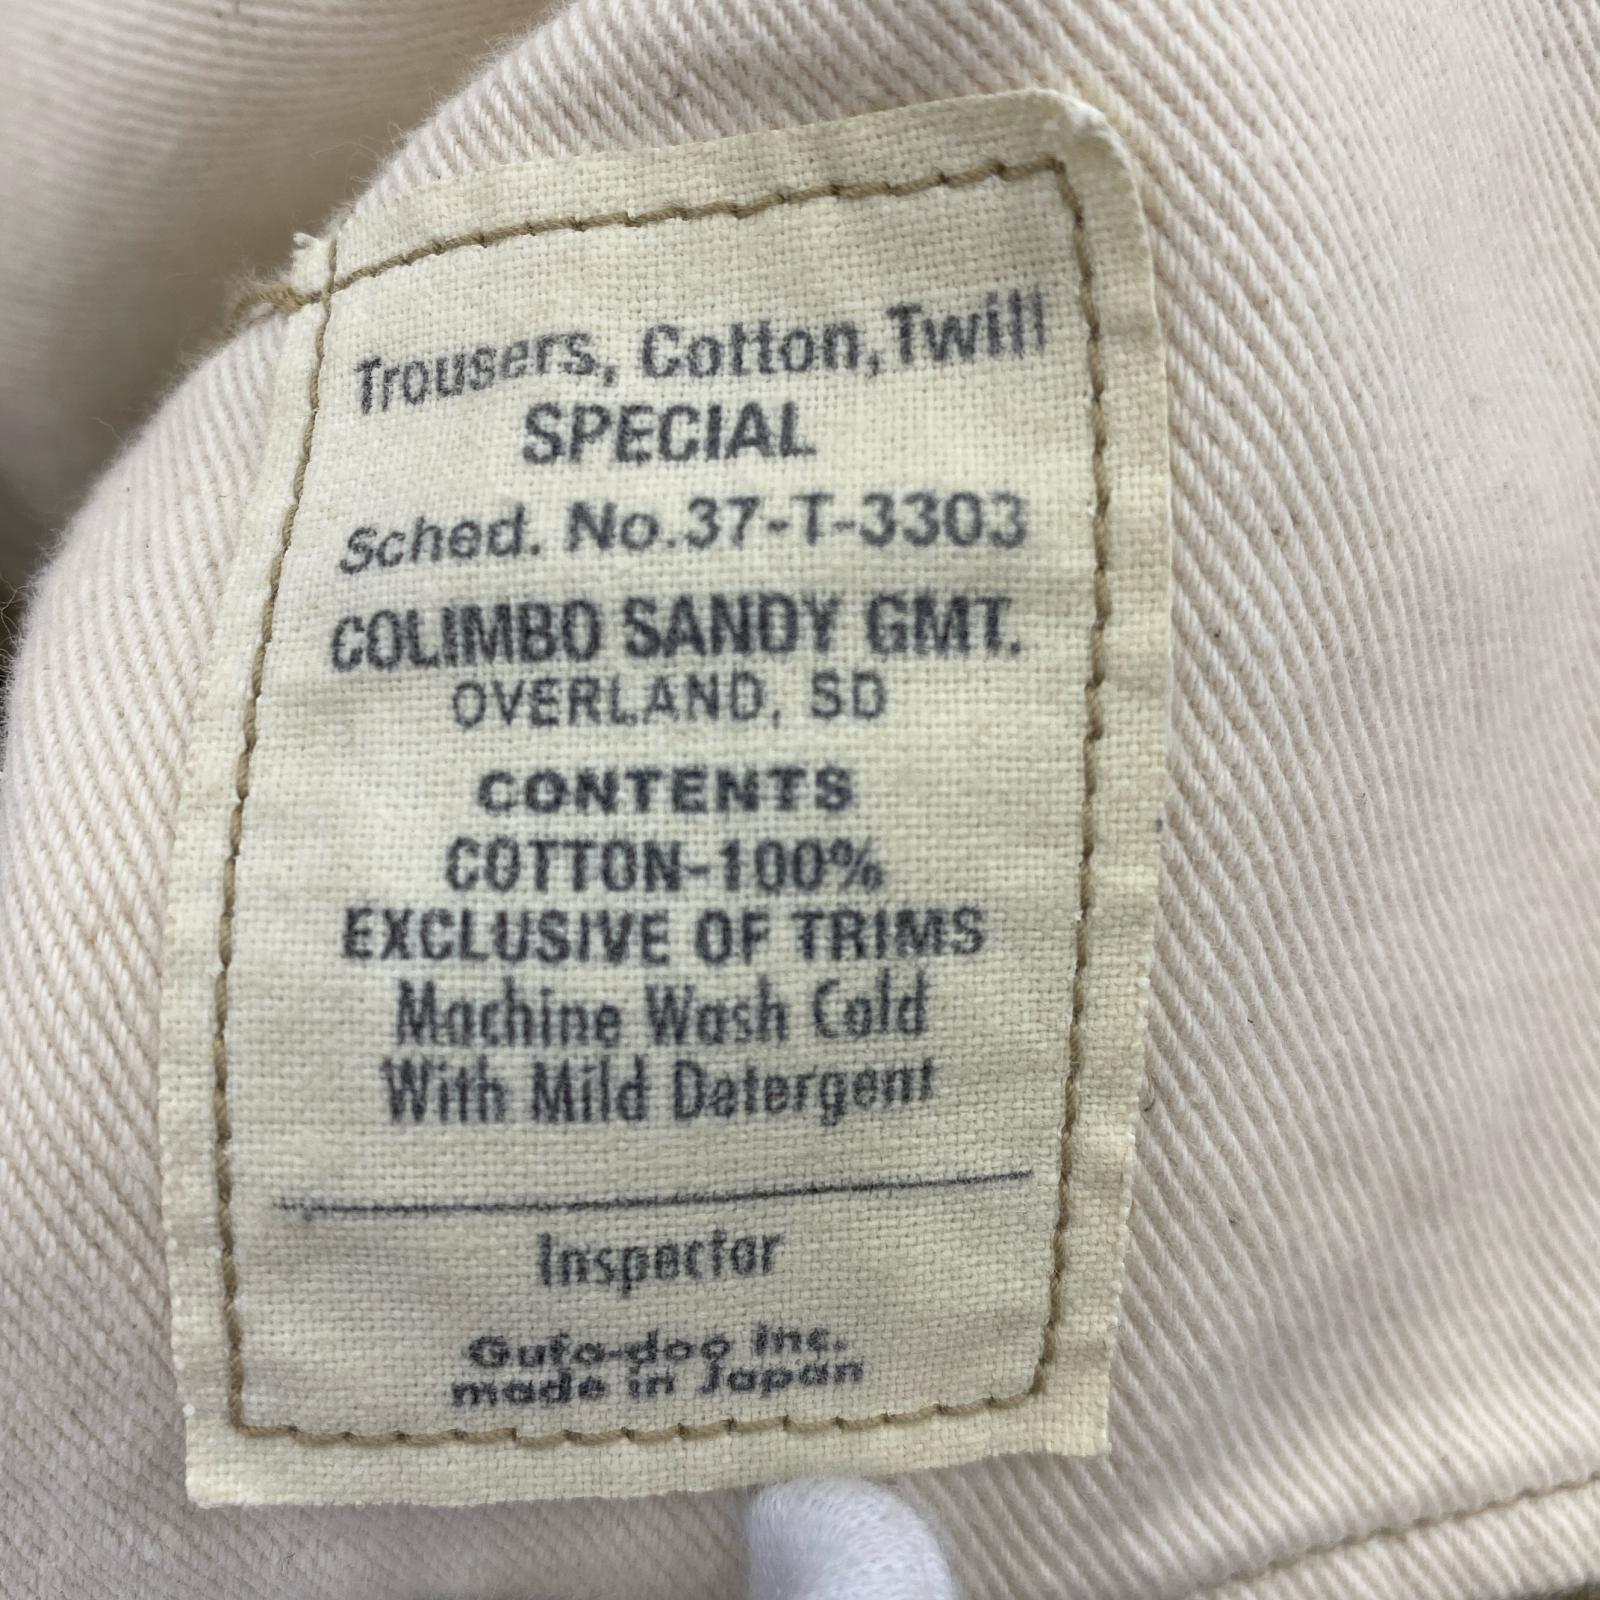 Trousers, Cotton, Twill
SPECIAL
Sched. No.37-T-3303
COLIMBO SANDY GMT.
OVERLAND, SD
CONTENTS
COTTON-100%
EXCLUSIVE OF TRIMS
Machine Wash Cold
With Mild Detergent
Inspector
Gufo-doo inc.
made in Japan